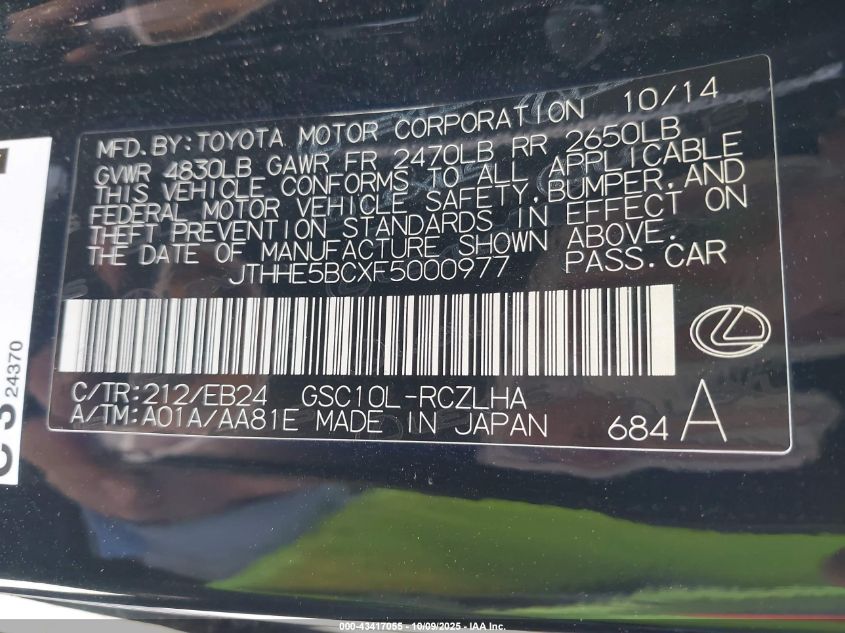 MFD. BY: TOYOTA MOTOR CORPORATION 10/14
GVWR 4830LB GAWR FR 2470LB RR 2650LB
THIS VEHICLE CONFORMS TO ALL APPLICABLE
FEDERAL MOTOR VEHICLE SAFETY, BUMPER, AND
THEFT PREVENTION STANDARDS IN EFFECT ON
THE DATE OF MANUFACTURE SHOWN ABOVE.
JTHHE5BCXF5000977 PASS. CAR
C/TR: 212/EB24 GSC10L-RCZLHA
A/TM: A01A/AA81E MADE IN JAPAN 684 A
24370
000-43417055 - 10/09/2025 - IAA Inc.